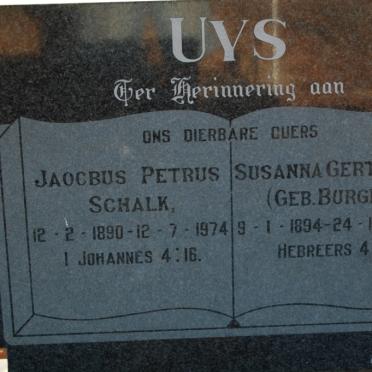 UYS
Ter Herinnering aan
ONS DIERBARE OUERS
JAOCBUS PETRUS
SCHALK,
12 - 2 - 1890 - 12 - 7 - 1974
I JOHANNES 4:16.
SUSANNA GERT
(GEB. BURG
9 - 1 - 1894 - 24 - 1
HEBREERS 4